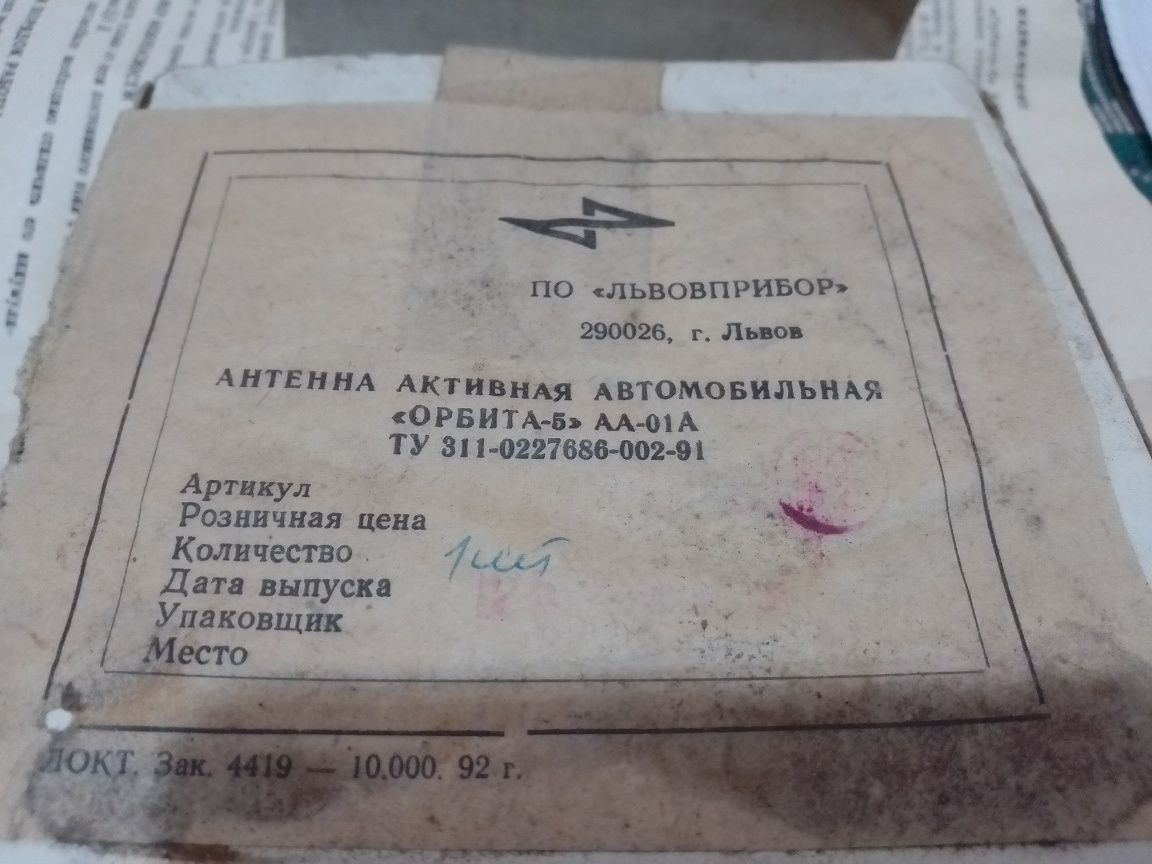 ПО «ЛЬВОВПРИБОР»
290026, г. Львов
АНТЕННА АКТИВНАЯ АВТОМОБИЛЬНАЯ
«ОРБИТА-5» АА-01А
ТУ 311-0227686-002-91
Артикул
Розничная цена
Количество 1шт
Дата выпуска
Упаковщик
Место
ЛОКТ. Зак. 4419 — 10.000. 92 г.